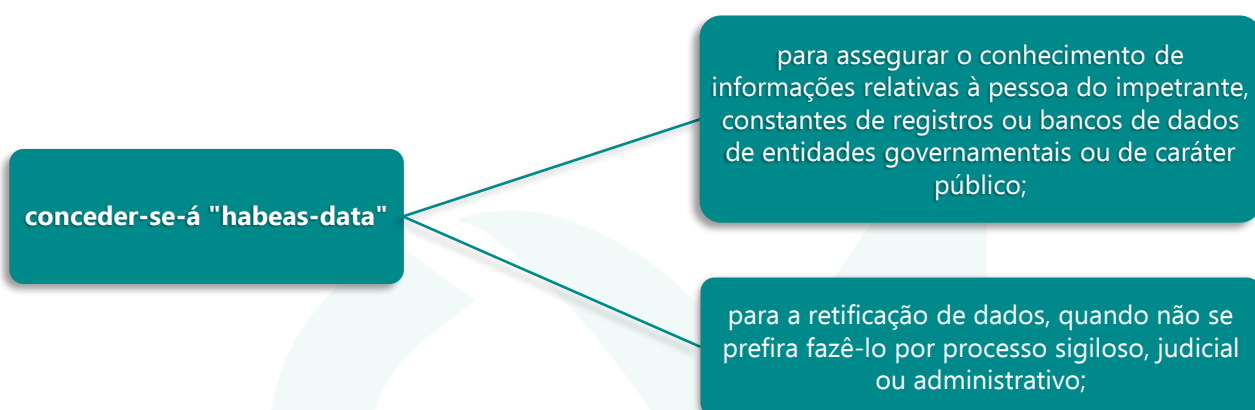 conceder-se-á "habeas-data"
para assegurar o conhecimento de
informações relativas à pessoa do impetrante,
constantes de registros ou bancos de dados
de entidades governamentais ou de caráter
público;
para a retificação de dados, quando não se
prefira fazê-lo por processo sigiloso, judicial
ou administrativo;